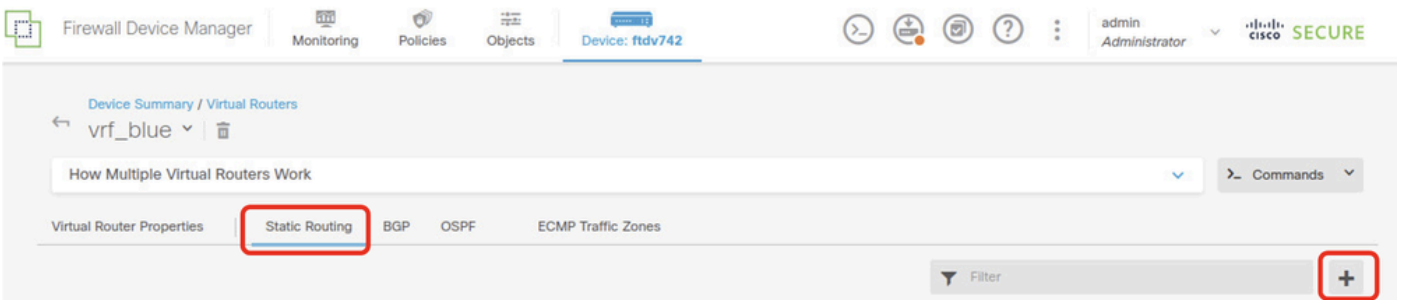 Firewall Device Manager
Monitoring
Policies
Objects
Device: ftdv742
admin
Administrator
CISCO SECURE
Device Summary / Virtual Routers
vrf_blue
How Multiple Virtual Routers Work
>_ Commands
Virtual Router Properties
Static Routing
BGP
OSPF
ECMP Traffic Zones
Filter